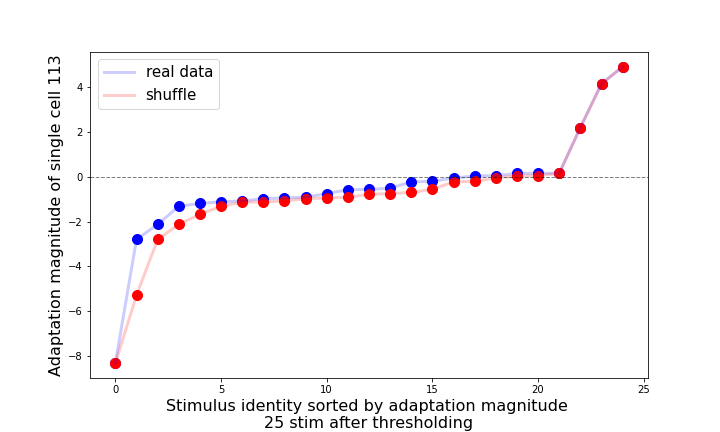 real data
shuffle
Adaptation magnitude of single cell 113
4
2
0
−2
−4
−6
−8
0
5
10
15
20
25
Stimulus identity sorted by adaptation magnitude
25 stim after thresholding